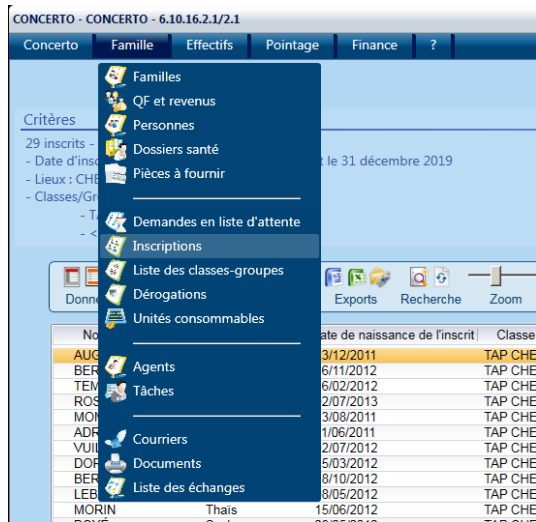 CONCERTO - CONCERTO - 6.10.16.2.1/2.1
Concerto Famille Effectifs Pointage Finance ?
Familles
QF et revenus
Critères
Personnes
29 inscrits -
Dossiers santé
- Date d'insc t le 31 décembre 2019
Pièces à fournir
- Lieux : CHE
- Classes/Gr
- T
Demandes en liste d'attente
- <
Inscriptions
Liste des classes-groupes
Dérogations
Donn Exports Recherche Zoom
Unités consommables
No ate de naissance de l'inscrit Classe
AUG 3/12/2011 TAP CHE
Agents
BER 6/11/2012 TAP CHE
TEM 6/02/2012 TAP CHE
Tâches
ROS 2/07/2013 TAP CHE
MON 3/08/2011 TAP CHE
ADR 1/06/2011 TAP CHE
Courriers
VUIL 2/07/2012 TAP CHE
DOF 5/03/2012 TAP CHE
Documents
BER 8/10/2012 TAP CHE
Liste des échanges
LEB 8/05/2012 TAP CHE
MORIN Thaïs 15/06/2012 TAP CHE